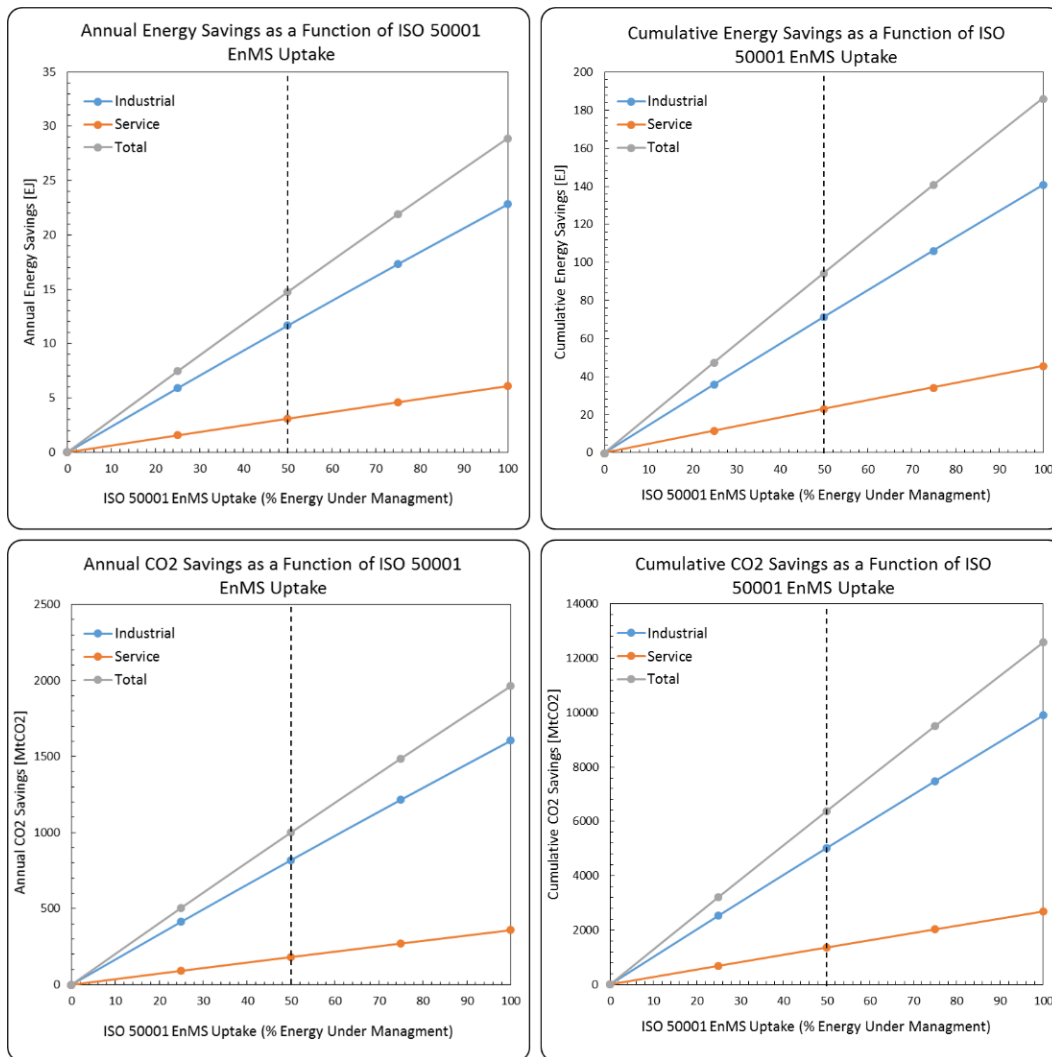 Annual Energy Savings as a Function of ISO 50001
EnMS Uptake
35
30
25
20
15
10
5
0
Annual Energy Savings [EJ]
Industrial
Service
Total
0 10 20 30 40 50 60 70 80 90 100
ISO 50001 EnMS Uptake (% Energy Under Managment)
Cumulative Energy Savings as a Function of ISO
50001 EnMS Uptake
200
180
160
140
120
100
80
60
40
20
0
Cumulative Energy Savings [EJ]
Industrial
Service
Total
0 10 20 30 40 50 60 70 80 90 100
ISO 50001 EnMS Uptake (% Energy Under Managment)
Annual CO2 Savings as a Function of ISO 50001
EnMS Uptake
2500
2000
1500
1000
500
0
Annual CO2 Savings [MtCO2]
Industrial
Service
Total
0 10 20 30 40 50 60 70 80 90 100
ISO 50001 EnMS Uptake (% Energy Under Managment)
Cumulative CO2 Savings as a Function of ISO
50001 EnMS Uptake
14000
12000
10000
8000
6000
4000
2000
0
Cumulative CO2 Savings [MtCO2]
Industrial
Service
Total
0 10 20 30 40 50 60 70 80 90 100
ISO 50001 EnMS Uptake (% Energy Under Managment)